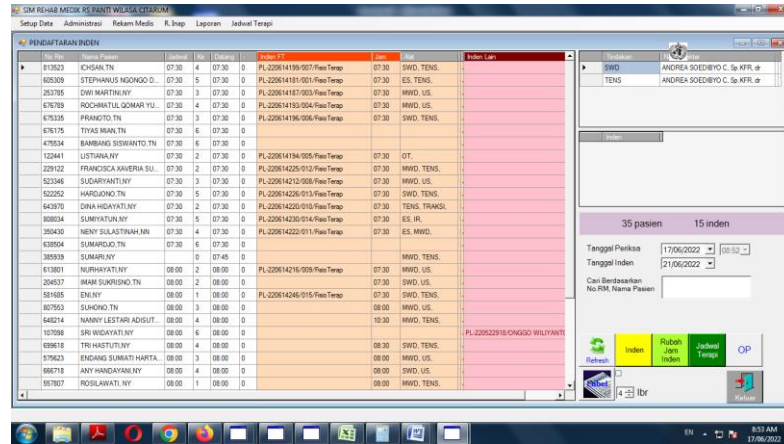 SIM REHAB MEDIK RS PANTI WILASA CITARUM
Setup Data Administrasi Rekam Medis R. Inap Laporan Jadwal Terapi
PENDAFTARAN INDEN
No Rm Nama Pasien Jadwal Ke Datang Inden FT Jam Alat Inden Lain
813523 ICHSAN,TN 07:30 4 07:30 0 PL-220614199/007/FisioTerap 07:30 SWD, TENS,
605309 STEPHANUS NGONGO D... 07:30 5 07:30 0 PL-220614181/001/FisioTerap 07:30 ES, TENS,
253785 DWI MARTINI,NY 07:30 3 07:30 0 PL-220614187/003/FisioTerap 07:30 MWD, US,
676789 ROCHMATUL QOMAR YU... 07:30 4 07:30 0 PL-220614193/004/FisioTerap 07:30 MWD, US,
675335 PRANOTO,TN 07:30 3 07:30 0 PL-220614196/006/FisioTerap 07:30 SWD, TENS,
676175 TIYAS MIAN,TN 07:30 6 07:30 0
475534 BAMBANG SISWANTO,TN 07:30 6 07:30 0
122441 LISTIANA,NY 07:30 2 07:30 0 PL-220614194/005/FisioTerap 07:30 OT,
229122 FRANCISCA XAVERIA SU... 07:30 2 07:30 0 PL-220614225/012/FisioTerap 07:30 MWD, TENS,
523346 SUDARYANTI,NY 07:30 3 07:30 0 PL-220614212/008/FisioTerap 07:30 MWD, US,
522252 HARDJONO,TN 07:30 5 07:30 0 PL-220614226/013/FisioTerap 07:30 SWD, TENS,
643970 DINA HIDAYATI,NY 07:30 2 07:30 0 PL-220614220/010/FisioTerap 07:30 TENS, TRAKSI,
808034 SUMIYATUN,NY 07:30 5 07:30 0 PL-220614230/014/FisioTerap 07:30 ES, IR,
350430 NENY SULASTINAH,NN 07:30 4 07:30 0 PL-220614222/011/FisioTerap 07:30 ES, MWD,
638504 SUMARDJO,TN 07:30 6 07:30 0
385939 SUMARI,NY 0 07:45 0 MWD, TENS,
613801 NURHAYATI,NY 08:00 2 08:00 0 PL-220614216/009/FisioTerap 07:30 MWD, US,
204537 IMAM SUKRISNO,TN 08:00 2 08:00 0 07:30 SWD, US,
581685 ENI,NY 08:00 1 08:00 0 PL-220614246/015/FisioTerap 07:30 SWD, TENS,
807553 SUHONO,TN 08:00 3 08:00 0 08:00 MWD, US,
648214 NANNY LESTARI ADISUT... 08:00 4 08:00 0 10:30 MWD, TENS,
107098 SRI WIDAYATI,NY 08:00 6 08:00 0 PL-220522918/ONGGO WILIYANTI
699618 TRI HASTUTI,NY 08:00 4 08:00 0 08:30 SWD, TENS,
575623 ENDANG SUMIATI HARTA... 08:00 3 08:00 0 08:00 MWD, US,
666718 ANY HANDAYANI,NY 08:00 4 08:00 0 08:00 SWD, US,
557807 ROSILAWATI, NY 08:00 1 08:00 0 08:00 MWD, TENS,
Tindakan
SWD ANDREA SOEDIBYO C, Sp.KFR, dr
TENS ANDREA SOEDIBYO C, Sp.KFR, dr
Inden
35 pasien 15 inden
Tanggal Periksa 17/06/2022 08:52
Tanggal Inden 21/06/2022
Cari Berdasarkan
No.RM, Nama Pasien
Refresh
Inden
Rubah Jam Inden
Jadwal Terapi
OP
Label
4 lbr
Keluar
EN 8:53 AM
17/06/2022